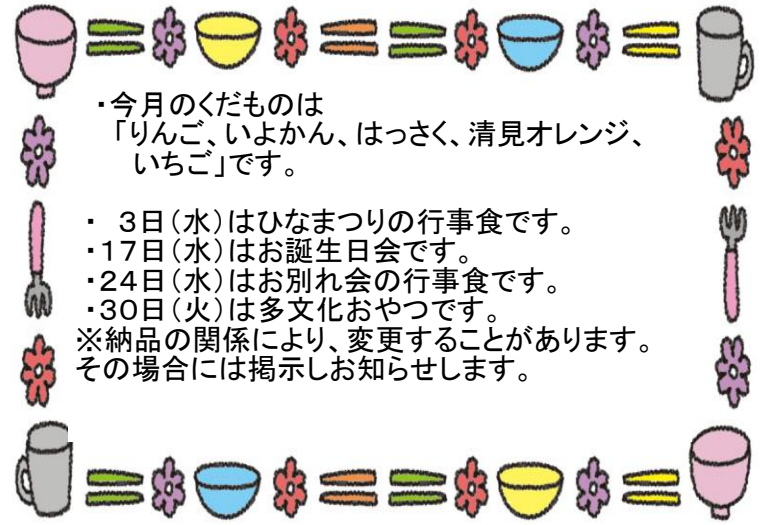 ・今月のくだものは
「りんご、いよかん、はっさく、清見オレンジ、
いちご」です。
・ 3日(水)はひなまつりの行事食です。
・17日(水)はお誕生日会です。
・24日(水)はお別れ会の行事食です。
・30日(火)は多文化おやつです。
※納品の関係により、変更することがあります。
その場合には掲示しお知らせします。